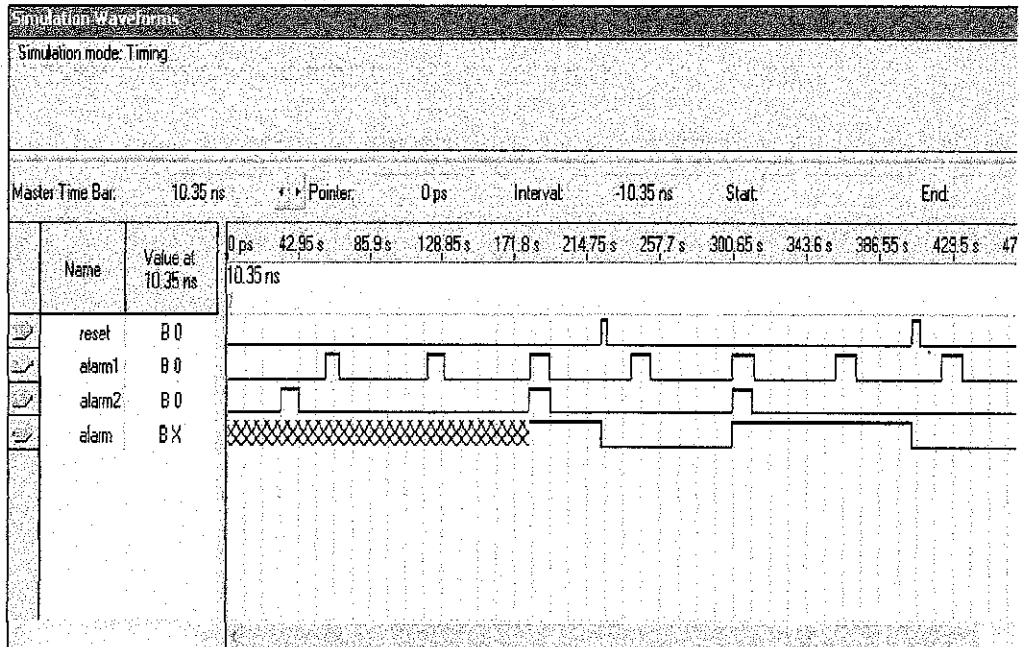 Simulation Waveforms
Simulation mode: Timing
Master Time Bar: 10.35 ns Pointer: 0 ps Interval: -10.35 ns Start: End:
Name Value at 10.35 ns 0 ps 42.95 s 85.9 s 128.85 s 171.8 s 214.75 s 257.7 s 300.65 s 343.6 s 386.55 s 429.5 s 47
10.35 ns
reset B 0
alarm1 B 0
alarm2 B 0
alarm B X